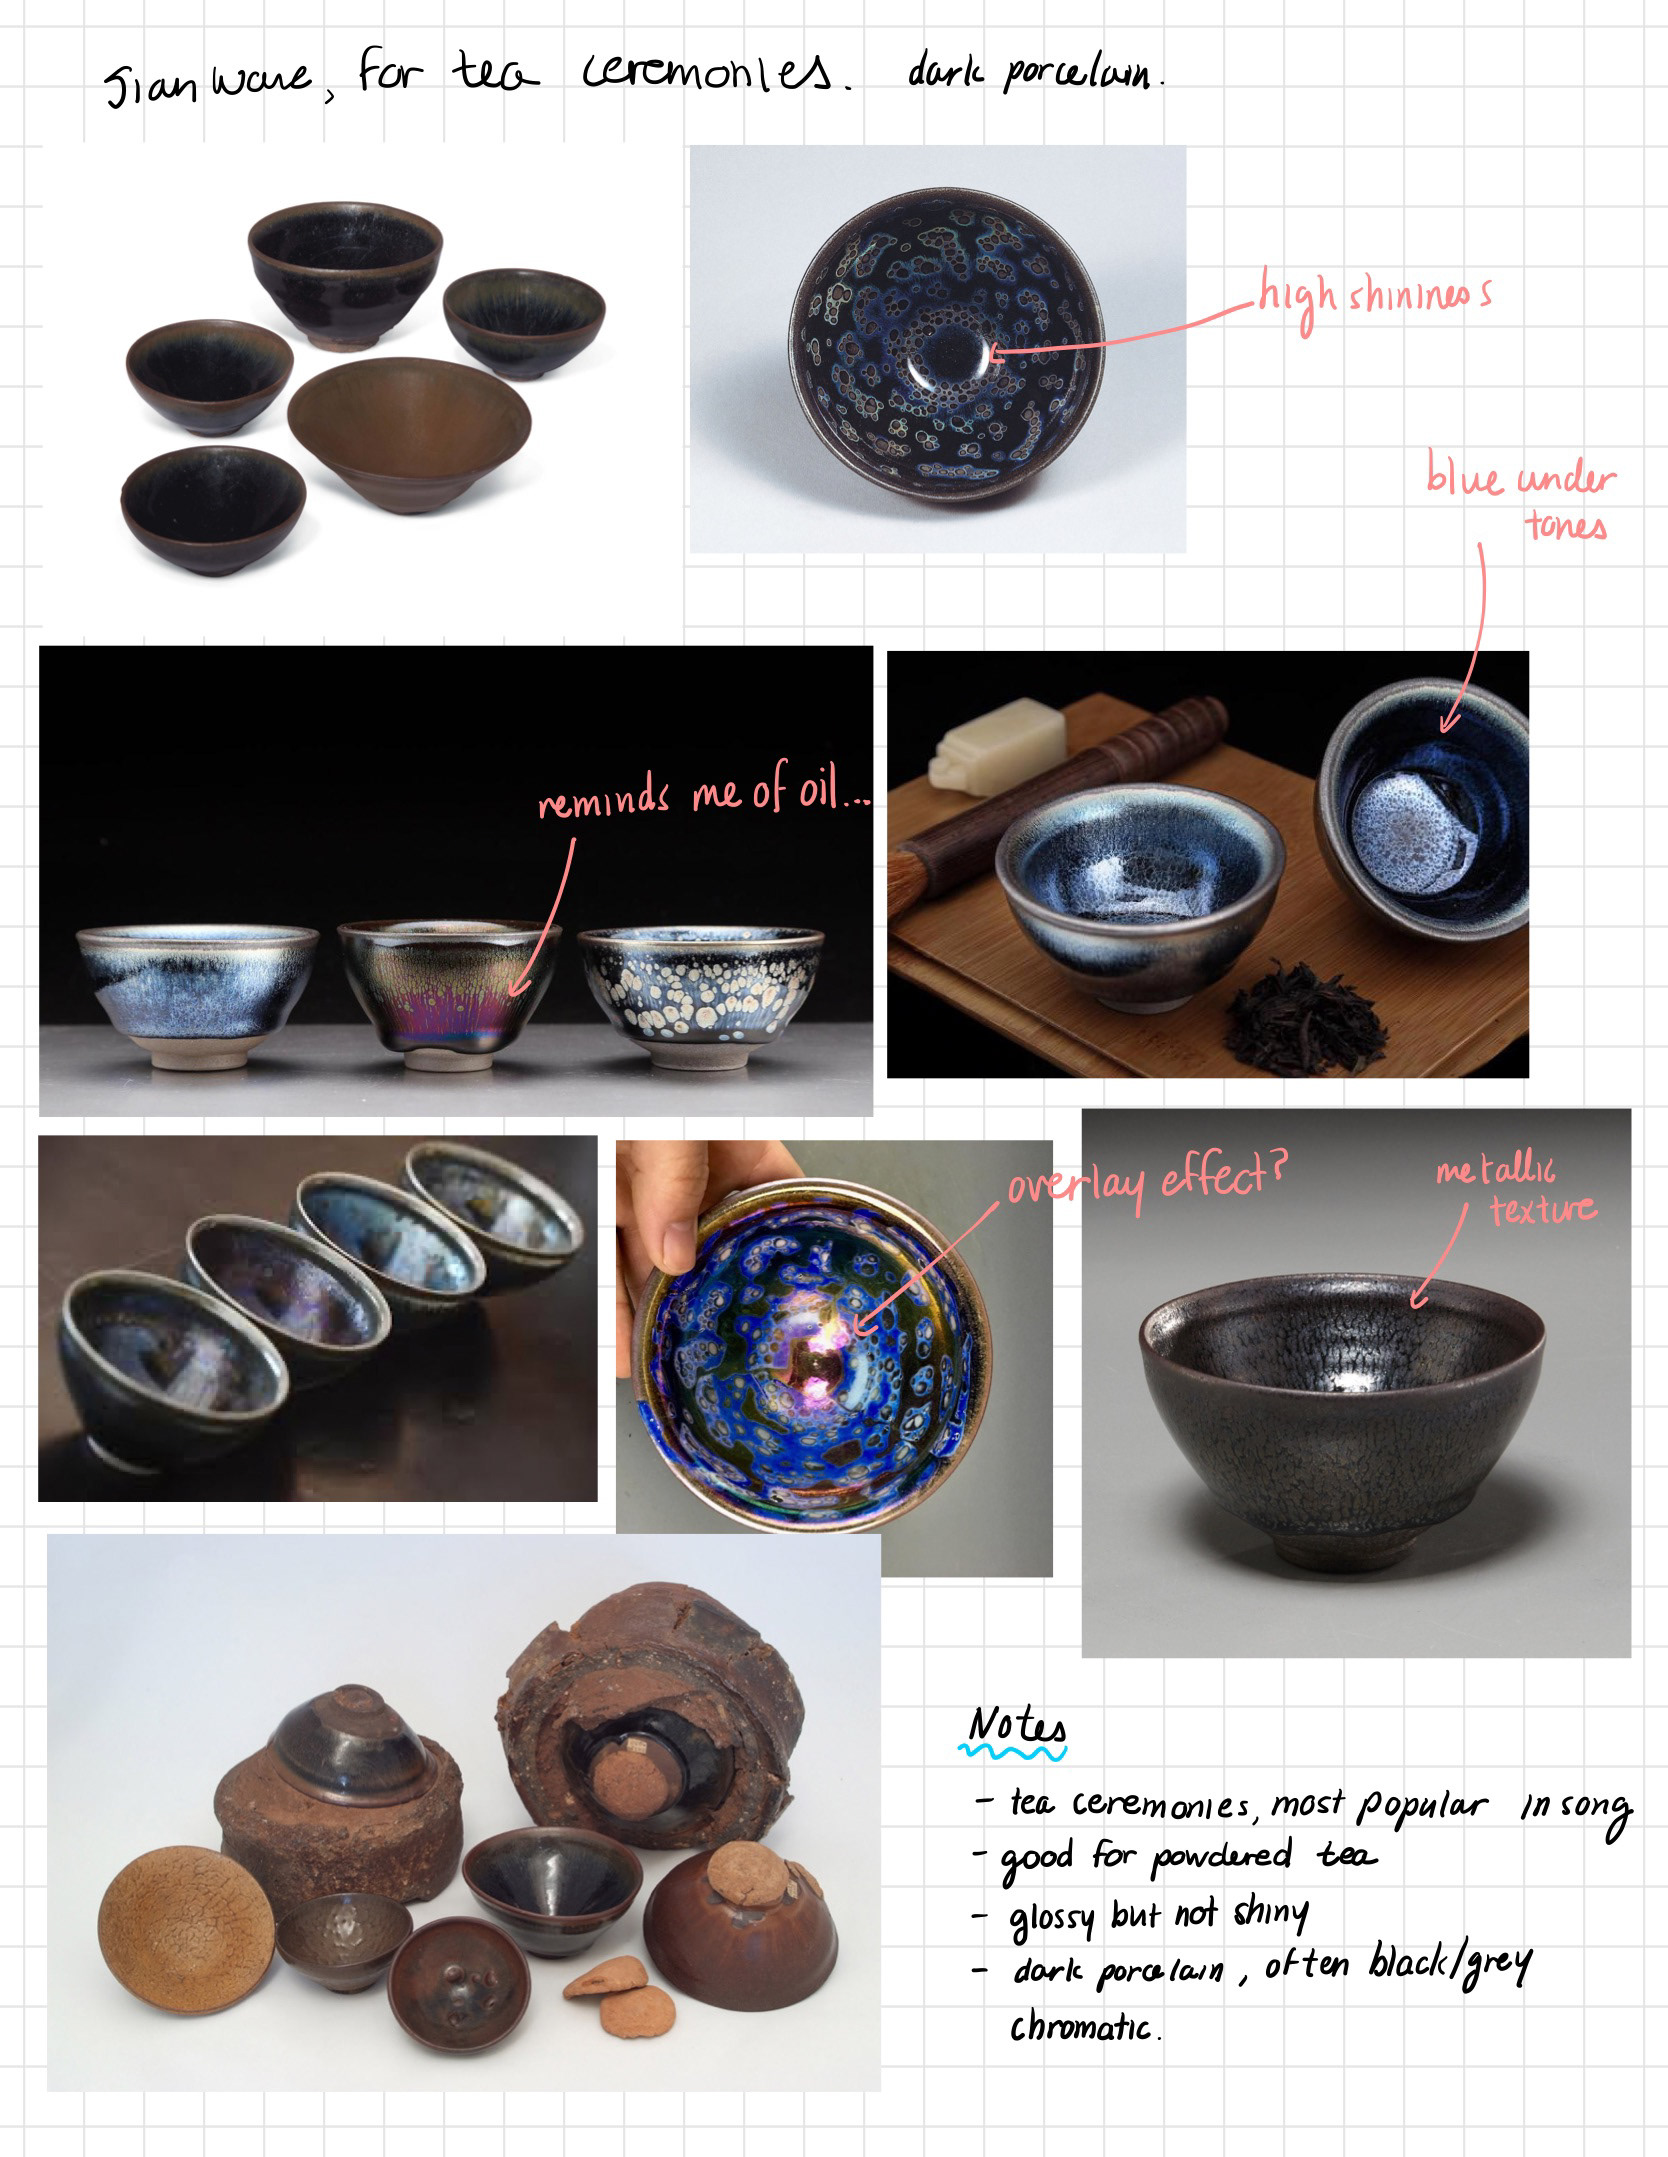 Jian Ware, for tea ceremonies. dark porcelain.
high shininess
blue under
tones
reminds me of oil...
overlay effect?
metallic
texture
Notes
- tea ceremonies, most popular in song
- good for powdered tea
- glossy but not shiny
- dark porcelain, often black/grey
chromatic.